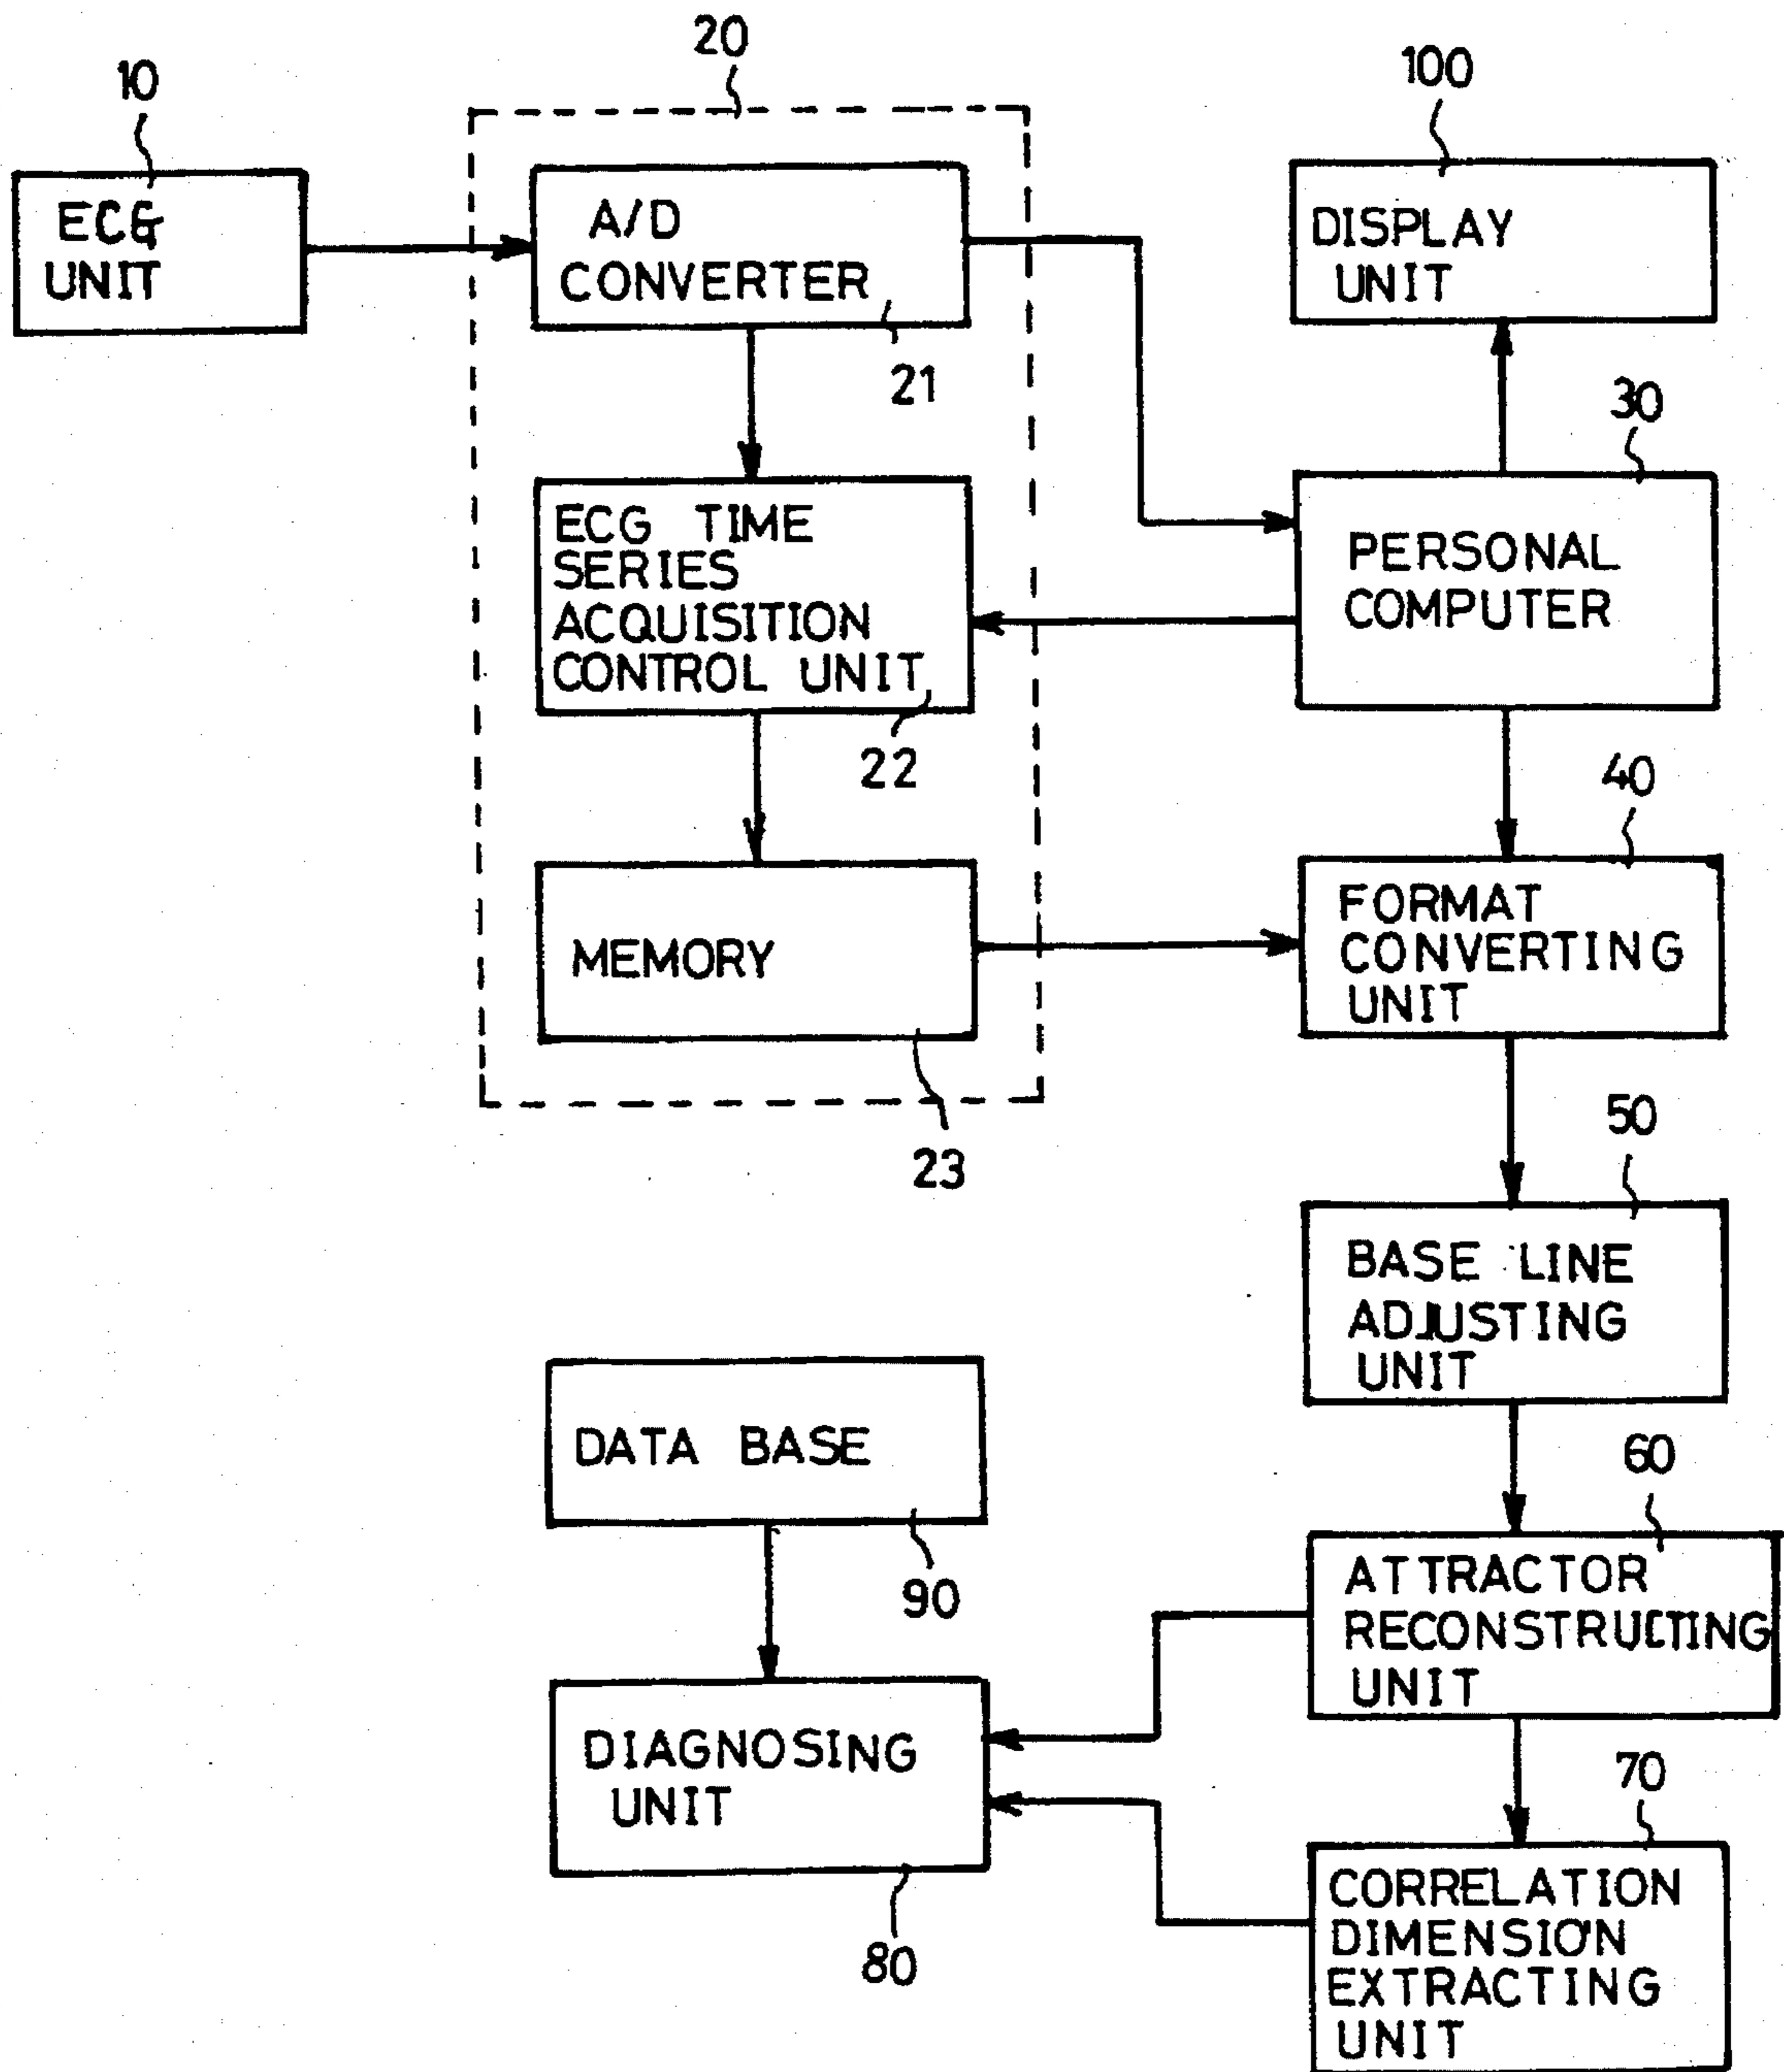 20
100
10
ECG
UNIT
A/D
CONVERTER
21
DISPLAY
UNIT
30
ECG TIME
SERIES
ACQUISITION
CONTROL UNIT
22
PERSONAL
COMPUTER
40
MEMORY
23
FORMAT
CONVERTING
UNIT
50
BASE LINE
ADJUSTING
UNIT
DATA BASE
90
60
ATTRACTOR
RECONSTRUCTING
UNIT
DIAGNOSING
UNIT
80
70
CORRELATION
DIMENSION
EXTRACTING
UNIT